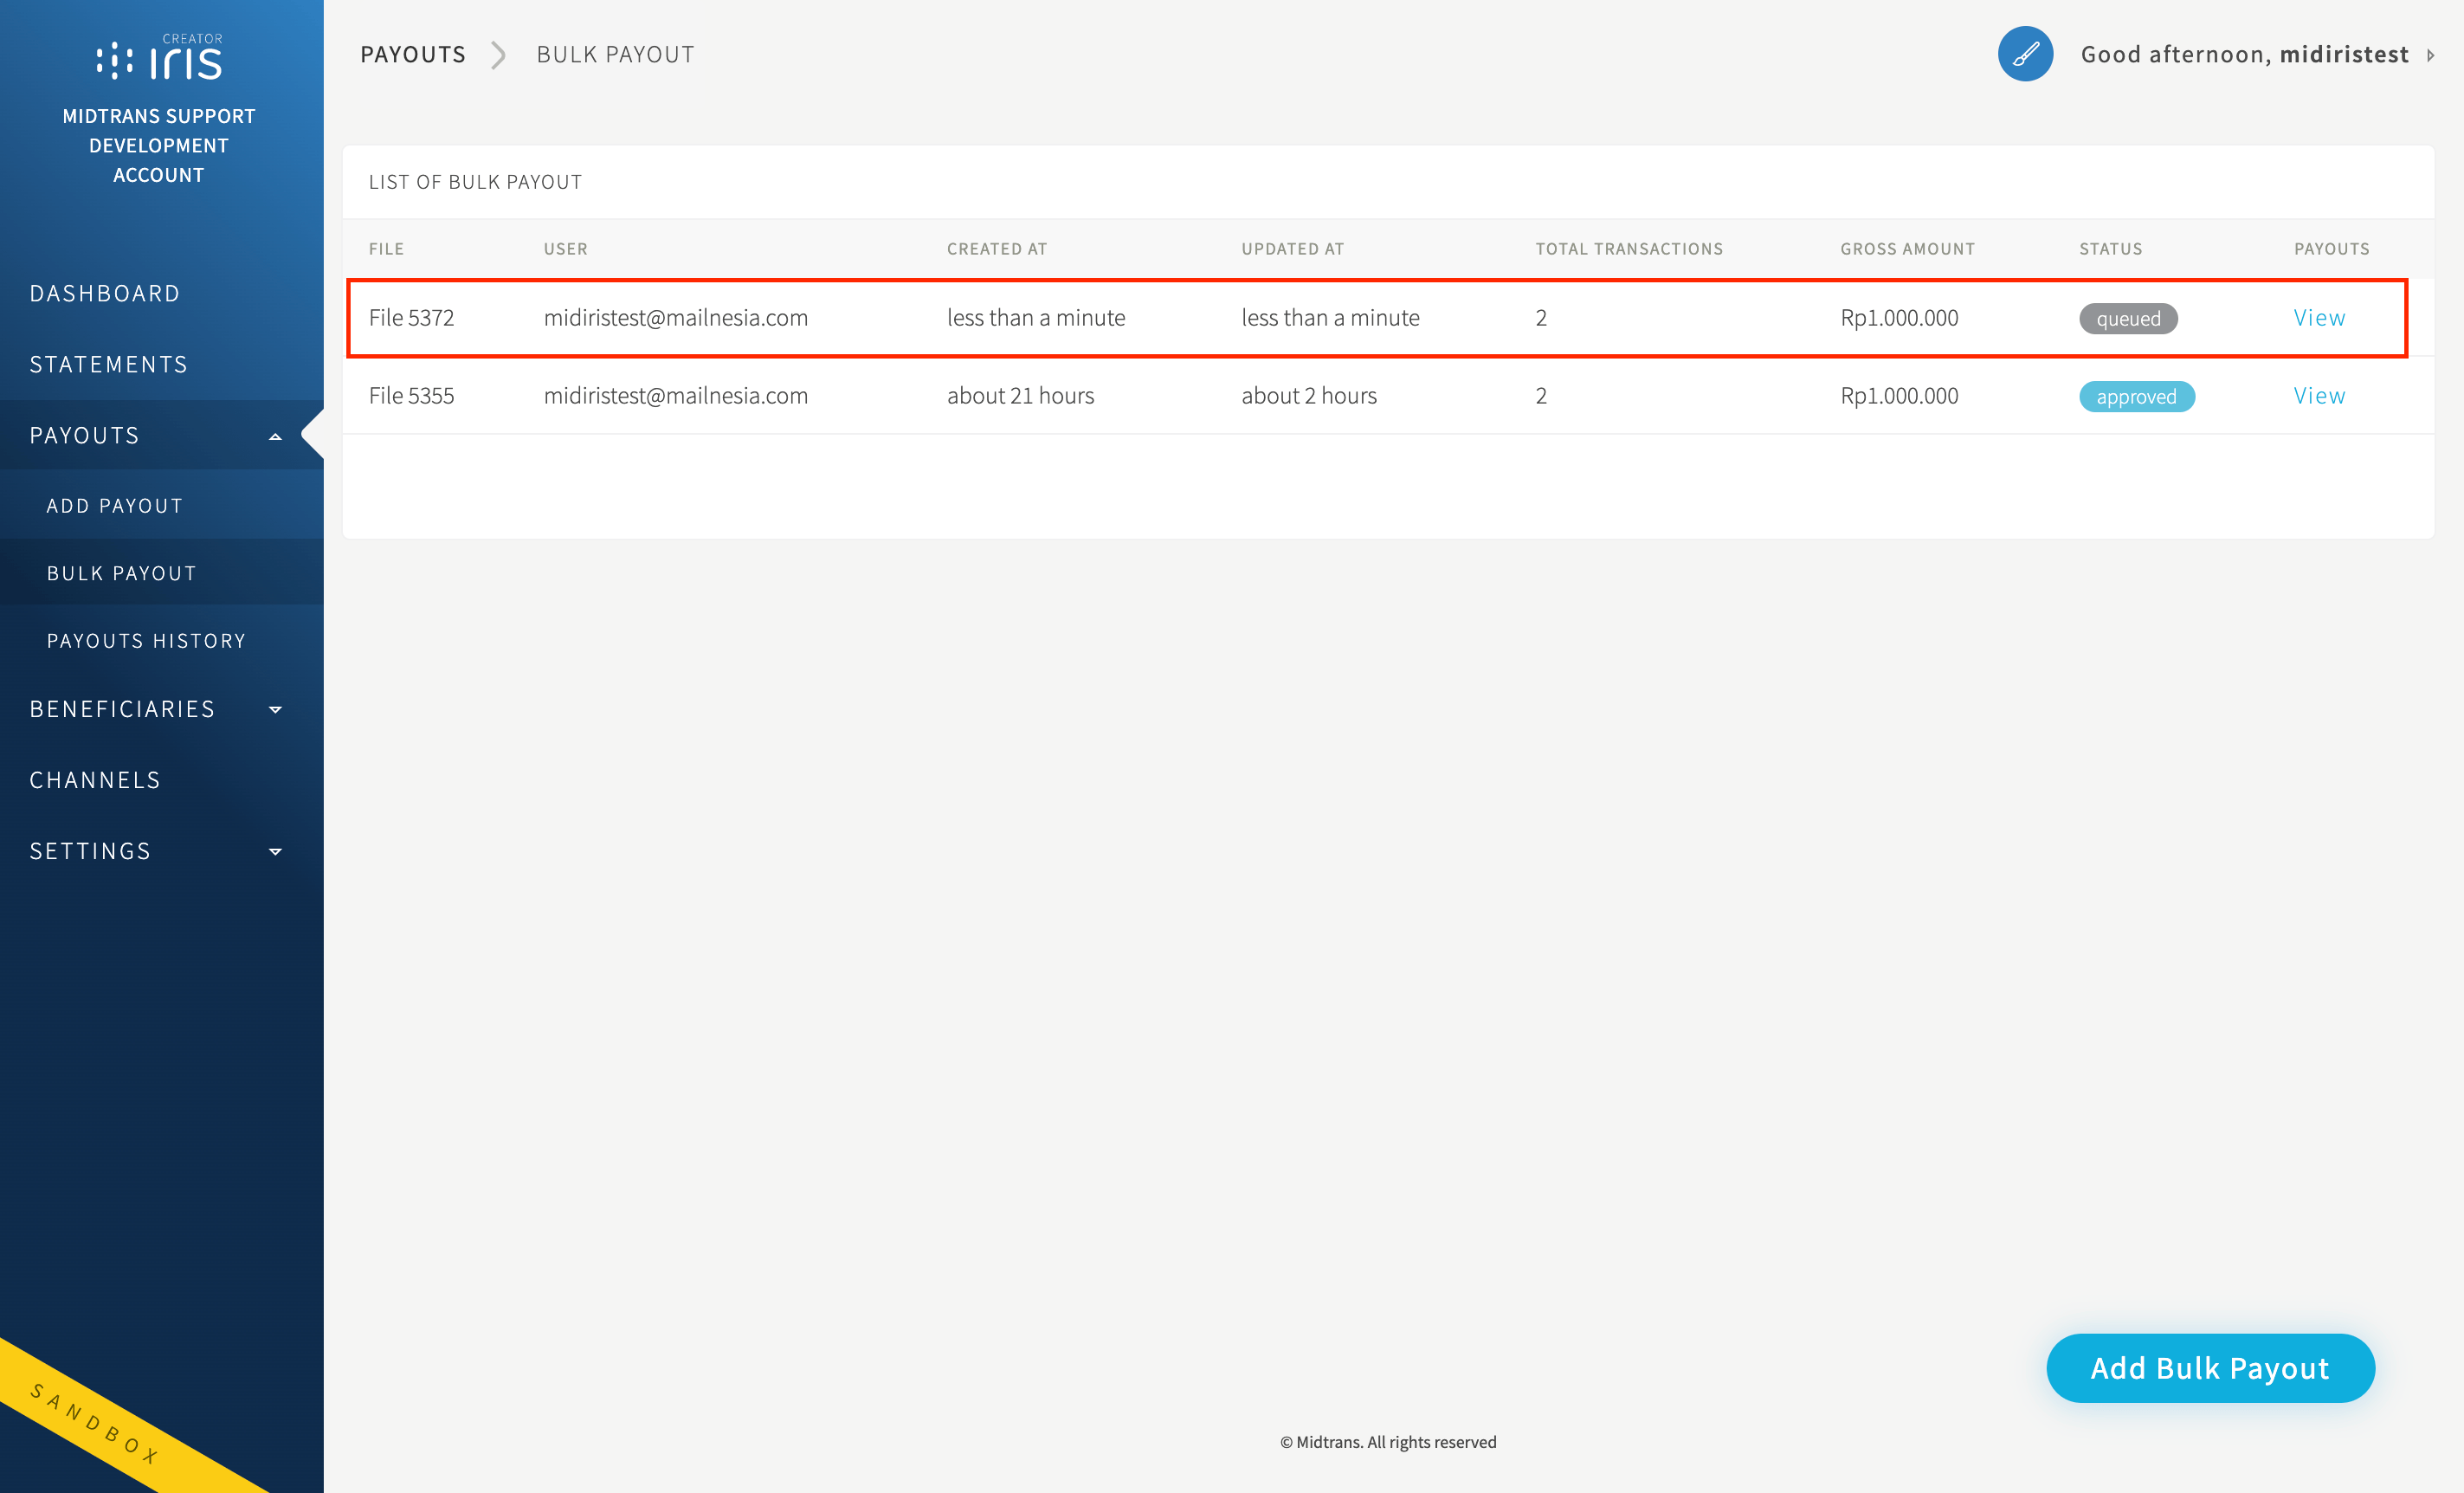 CREATOR
iris
MIDTRANS SUPPORT
DEVELOPMENT
ACCOUNT
DASHBOARD
STATEMENTS
PAYOUTS
ADD PAYOUT
BULK PAYOUT
PAYOUTS HISTORY
BENEFICIARIES
CHANNELS
SETTINGS
SANDBOX
PAYOUTS BULK PAYOUT
Good afternoon, midiristest
LIST OF BULK PAYOUT
FILE USER CREATED AT UPDATED AT TOTAL TRANSACTIONS GROSS AMOUNT STATUS PAYOUTS
File 5372 midiristest@mailnesia.com less than a minute less than a minute 2 Rp1.000.000 queued View
File 5355 midiristest@mailnesia.com about 21 hours about 2 hours 2 Rp1.000.000 approved View
Add Bulk Payout
© Midtrans. All rights reserved